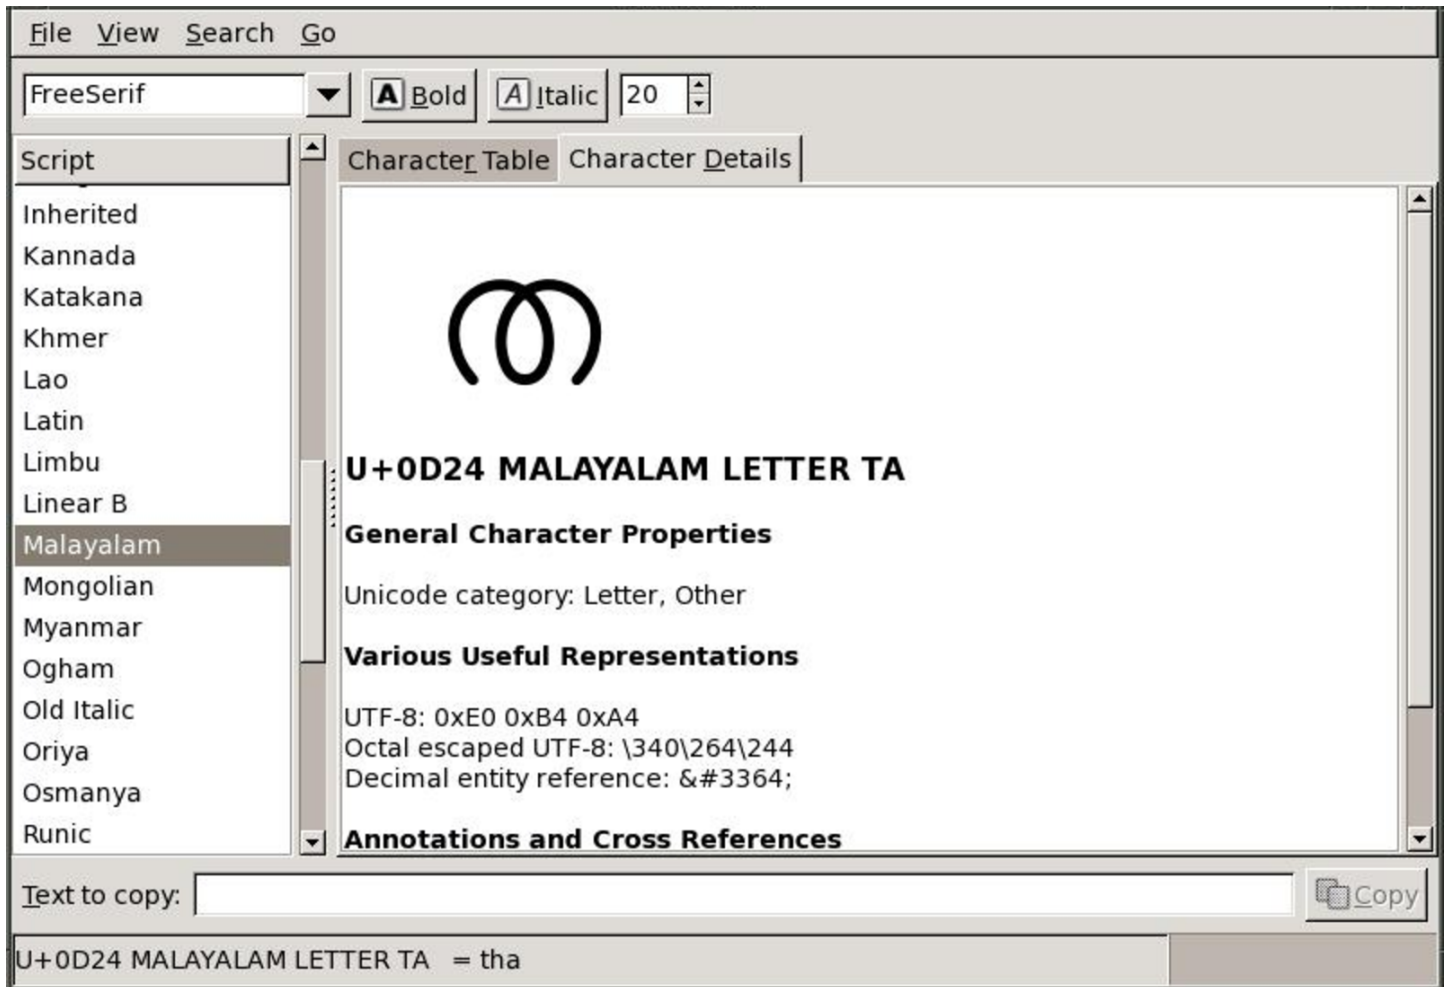 File View Search Go
FreeSerif A Bold A Italic 20
Script
Character Table Character Details
Inherited
Kannada
Katakana
Khmer
Lao
Latin
Limbu
Linear B
Malayalam
Mongolian
Myanmar
Ogham
Old Italic
Oriya
Osmanya
Runic
ത
U+0D24 MALAYALAM LETTER TA
General Character Properties
Unicode category: Letter, Other
Various Useful Representations
UTF-8: 0xE0 0xB4 0xA4
Octal escaped UTF-8: \340\264\244
Decimal entity reference: &#3364;
Annotations and Cross References
Text to copy: Copy
U+0D24 MALAYALAM LETTER TA = tha